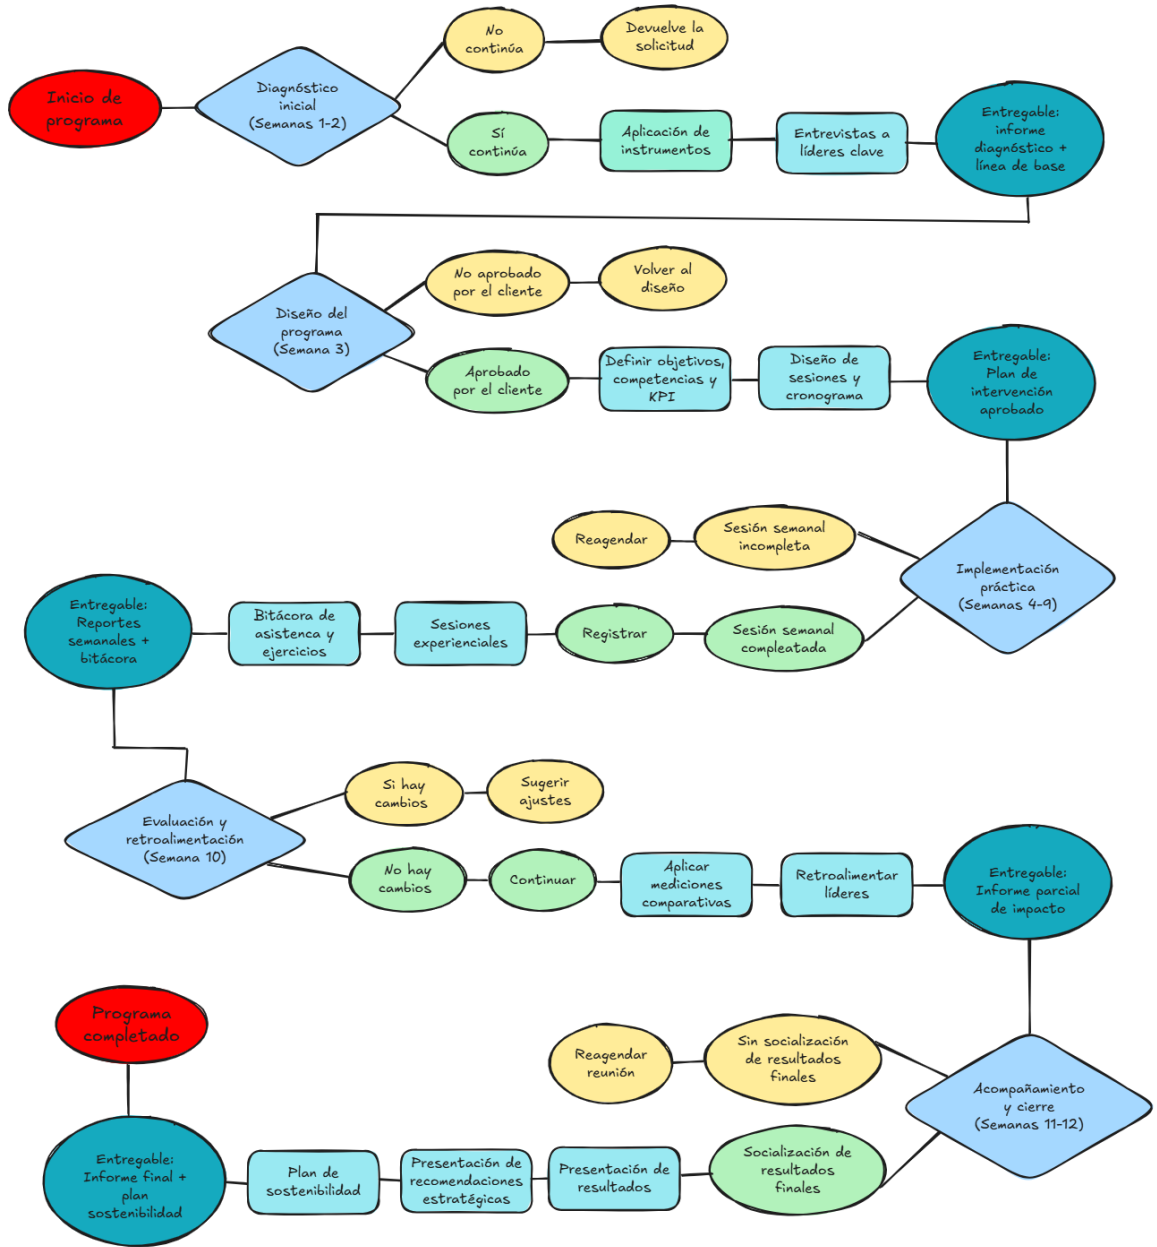 Inicio de
programa
Diagnóstico
inicial
(Semanas 1-2)
No
continúa
Devuelve la
solicitud
Sí
continúa
Aplicación de
instrumentos
Entrevistas a
líderes clave
Entregable:
informe
diagnóstico +
línea de base
Diseño del
programa
(Semana 3)
No aprobado
por el cliente
Volver al
diseño
Aprobado
por el cliente
Definir objetivos,
competencias y
KPI
Diseño de
sesiones y
cronograma
Entregable:
Plan de
intervención
aprobado
Implementación
práctica
(Semanas 4-9)
Sesión semanal
incompleta
Reagendar
Sesión semanal
compleatada
Registrar
Sesiones
experienciales
Bitácora de
asistenca y
ejercicios
Entregable:
Reportes
semanales +
bitácora
Evaluación y
retroalimentación
(Semana 10)
Si hay
cambios
Sugerir
ajustes
No hay
cambios
Continuar
Aplicar
mediciones
comparativas
Retroalimentar
líderes
Entregable:
Informe parcial
de impacto
Acompañamiento
y cierre
(Semanas 11-12)
Sin socialización
de resultados
finales
Reagendar
reunión
Socialización de
resultados
finales
Presentación de
resultados
Presentación de
recomendaciones
estratégicas
Plan de
sostenibilidad
Entregable:
Informe final +
plan
sostenibilidad
Programa
completado